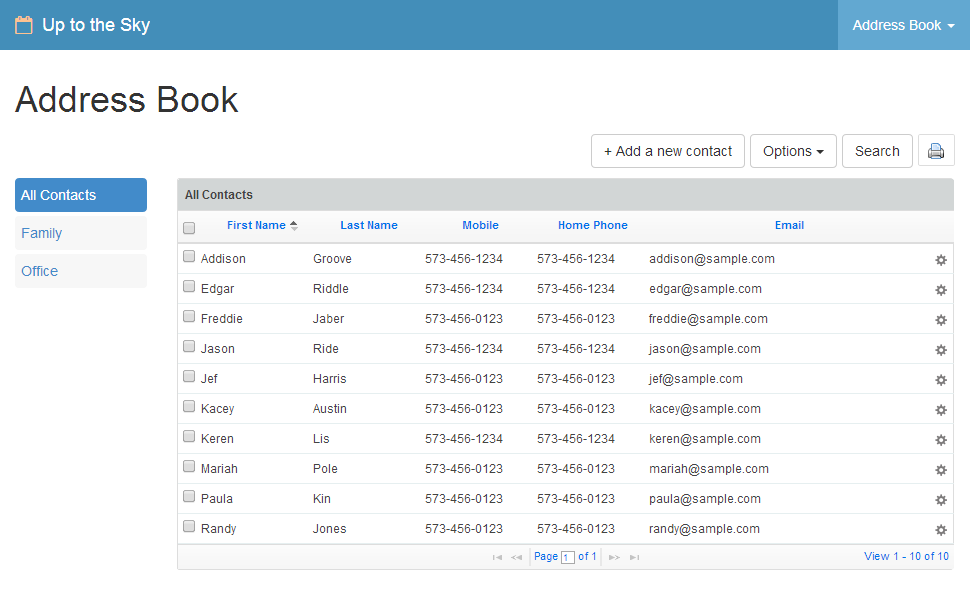 Up to the Sky Address Book
Address Book
+ Add a new contact Options Search
All Contacts
Family
Office
All Contacts
First Name Last Name Mobile Home Phone Email
Addison Groove 573-456-1234 573-456-1234 addison@sample.com
Edgar Riddle 573-456-1234 573-456-1234 edgar@sample.com
Freddie Jaber 573-456-0123 573-456-0123 freddie@sample.com
Jason Ride 573-456-1234 573-456-1234 jason@sample.com
Jef Harris 573-456-0123 573-456-0123 jef@sample.com
Kacey Austin 573-456-0123 573-456-0123 kacey@sample.com
Keren Lis 573-456-1234 573-456-1234 keren@sample.com
Mariah Pole 573-456-0123 573-456-0123 mariah@sample.com
Paula Kin 573-456-0123 573-456-0123 paula@sample.com
Randy Jones 573-456-0123 573-456-0123 randy@sample.com
Page 1 of 1 View 1 - 10 of 10